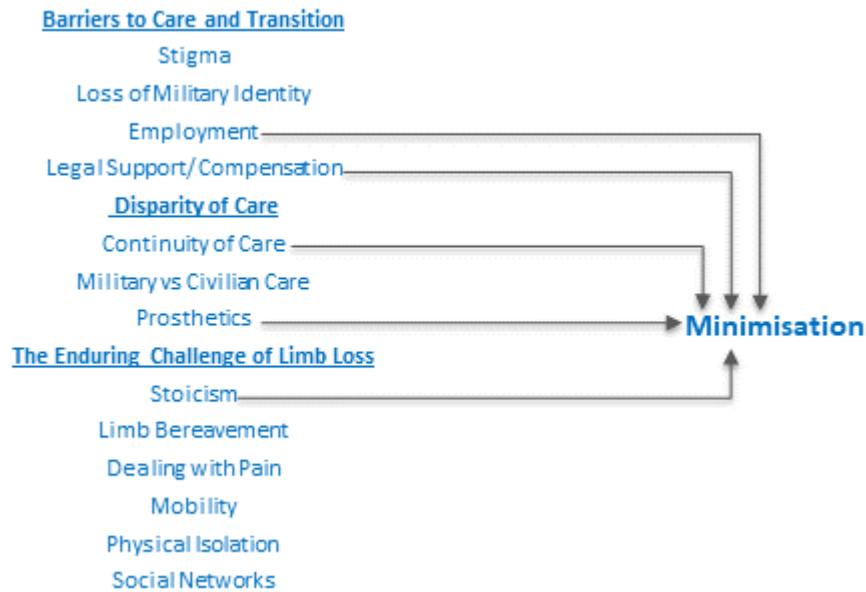 Barriers to Care and Transition
Stigma
Loss of Military Identity
Employment
Legal Support/Compensation
Disparity of Care
Continuity of Care
Military vs Civilian Care
Prosthetics
Minimisation
The Enduring Challenge of Limb Loss
Stoicism
Limb Bereavement
Dealing with Pain
Mobility
Physical Isolation
Social Networks